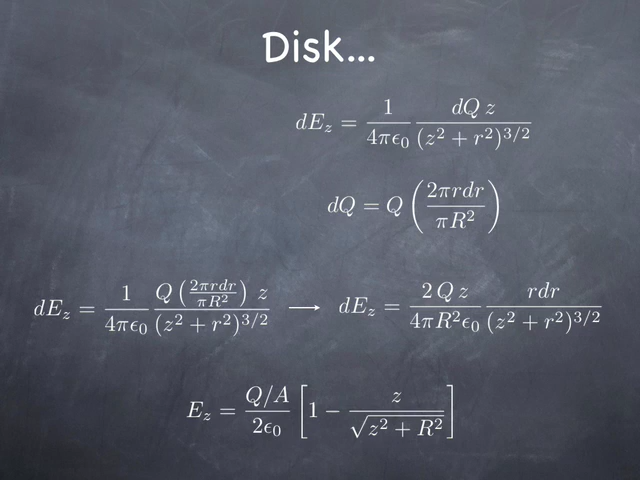 Disk...
$dE_z = \frac{1}{4\pi\epsilon_0} \frac{dQ\, z}{(z^2 + r^2)^{3/2}}$
$dQ = Q \left( \frac{2\pi r dr}{\pi R^2} \right)$
$dE_z = \frac{1}{4\pi\epsilon_0} \frac{Q \left( \frac{2\pi r dr}{\pi R^2} \right) z}{(z^2 + r^2)^{3/2}} \longrightarrow dE_z = \frac{2\,Q\,z}{4\pi R^2 \epsilon_0} \frac{r dr}{(z^2 + r^2)^{3/2}}$
$E_z = \frac{Q/A}{2\epsilon_0} \left[ 1 - \frac{z}{\sqrt{z^2 + R^2}} \right]$